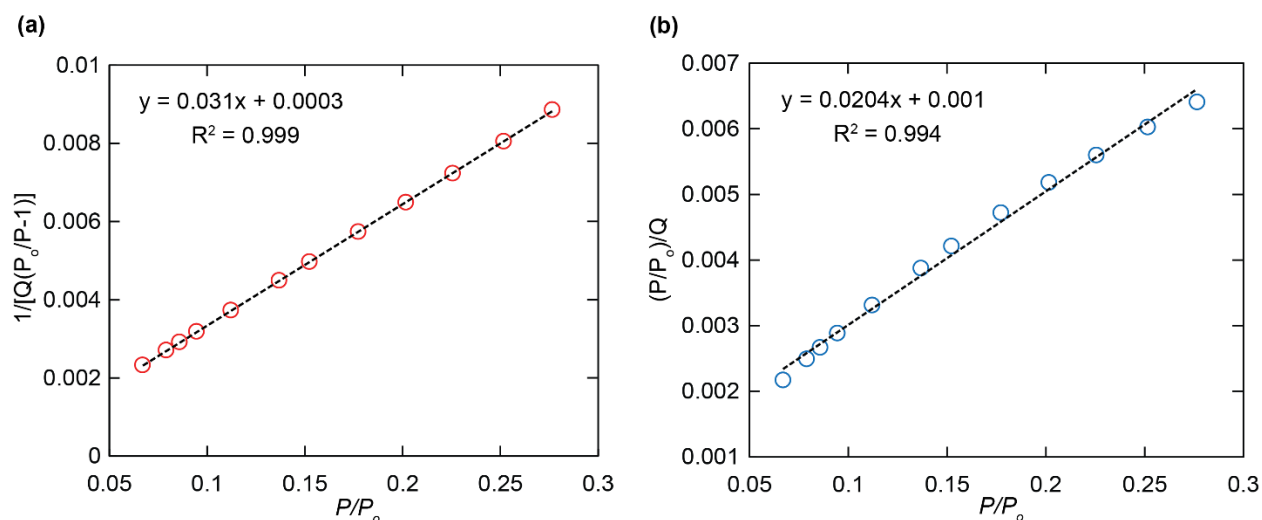 (a)
0.01
0.008
0.006
0.004
0.002
0
1/[Q(Pₒ/P-1)]
y = 0.031x + 0.0003
R² = 0.999
0.05
0.1
0.15
0.2
0.25
0.3
P/Pₒ
(b)
0.007
0.006
0.005
0.004
0.003
0.002
0.001
(P/Pₒ)/Q
y = 0.0204x + 0.001
R² = 0.994
0.05
0.1
0.15
0.2
0.25
0.3
P/Pₒ